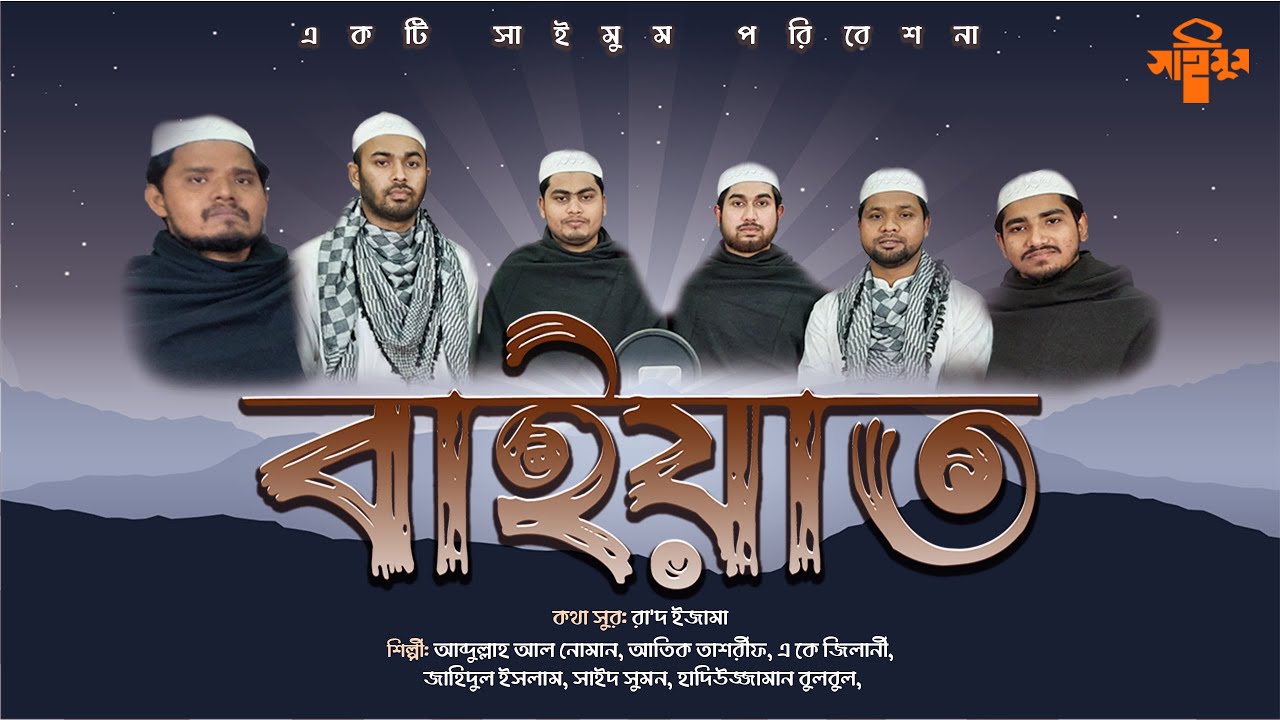 একটি সাইমুম পরিবেশনা
সাইমুম
বাইয়াত
কথা সুর: রা'দ ইজামা
শিল্পী: আব্দুল্লাহ আল নোমান, আতিক তাশরীফ, এ কে জিলানী,
জাহিদুল ইসলাম, সাইদ সুমন, হাদিউজ্জামান বুলবুল,